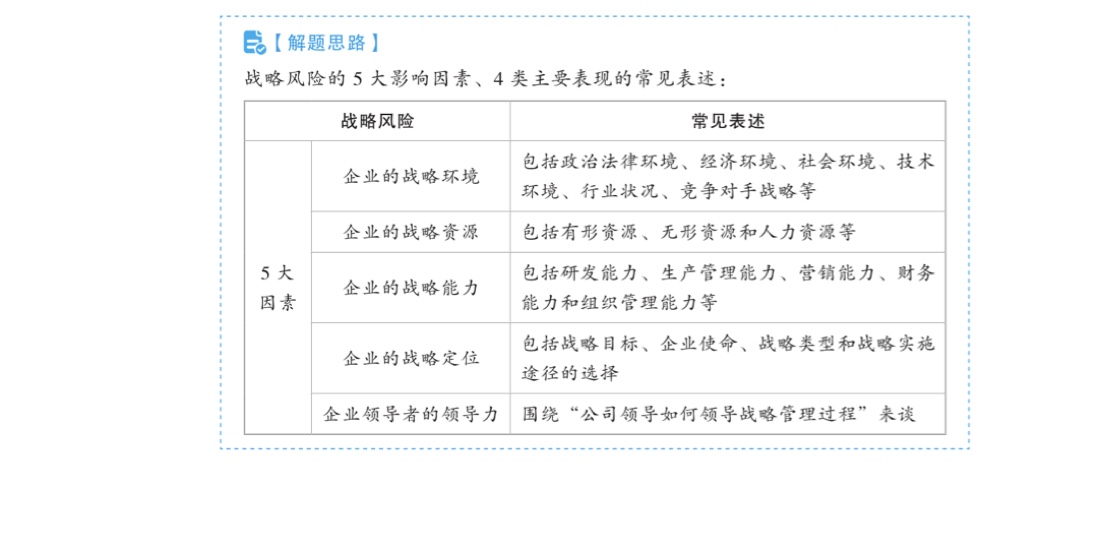 【解题思路】
战略风险的 5 大影响因素、4 类主要表现的常见表述：
战略风险
常见表述
5 大
因素
企业的战略环境
包括政治法律环境、经济环境、社会环境、技术
环境、行业状况、竞争对手战略等
企业的战略资源
包括有形资源、无形资源和人力资源等
企业的战略能力
包括研发能力、生产管理能力、营销能力、财务
能力和组织管理能力等
企业的战略定位
包括战略目标、企业使命、战略类型和战略实施
途径的选择
企业领导者的领导力
围绕“公司领导如何领导战略管理过程”来谈